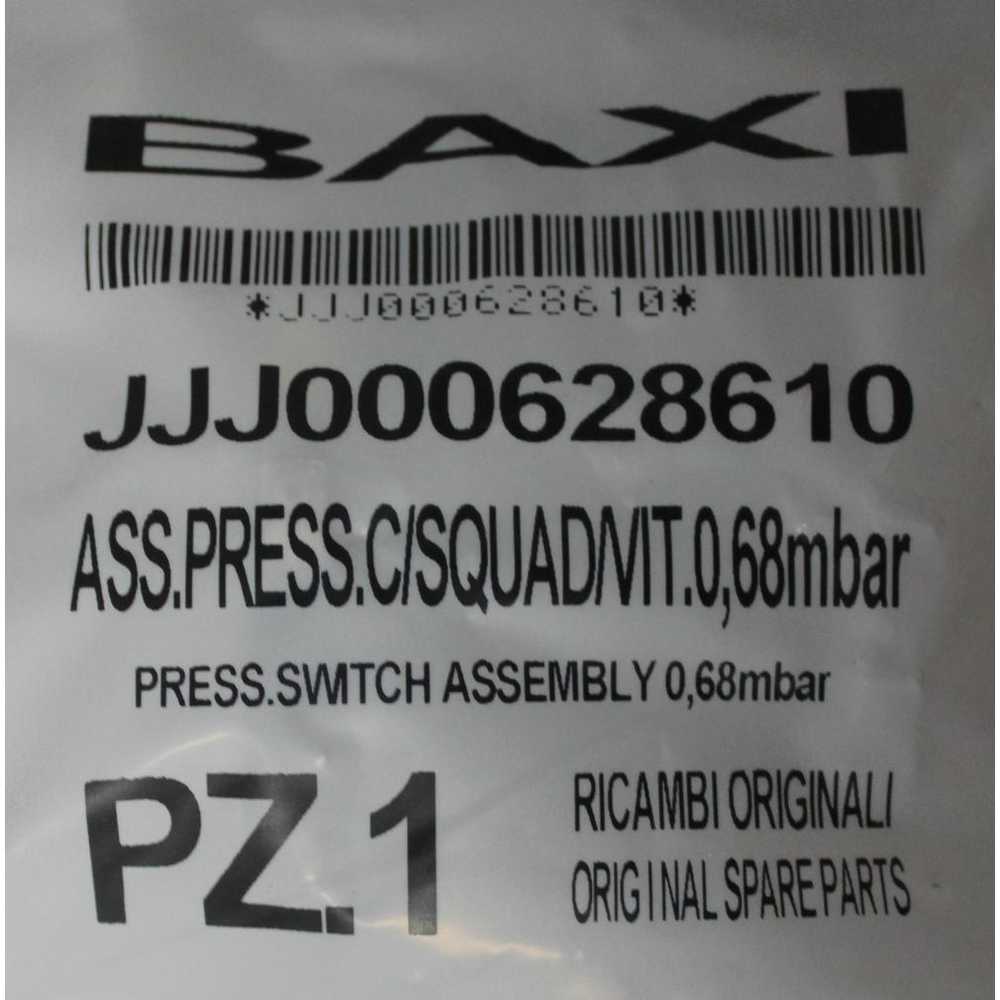 BAXI
*JJJ000628610*
JJJ000628610
ASS.PRESS.C/SQUAD/VIT.0,68mbar
PRESS.SWITCH ASSEMBLY 0,68mbar
PZ.1
RICAMBI ORIGINALI
ORIGINAL SPARE PARTS